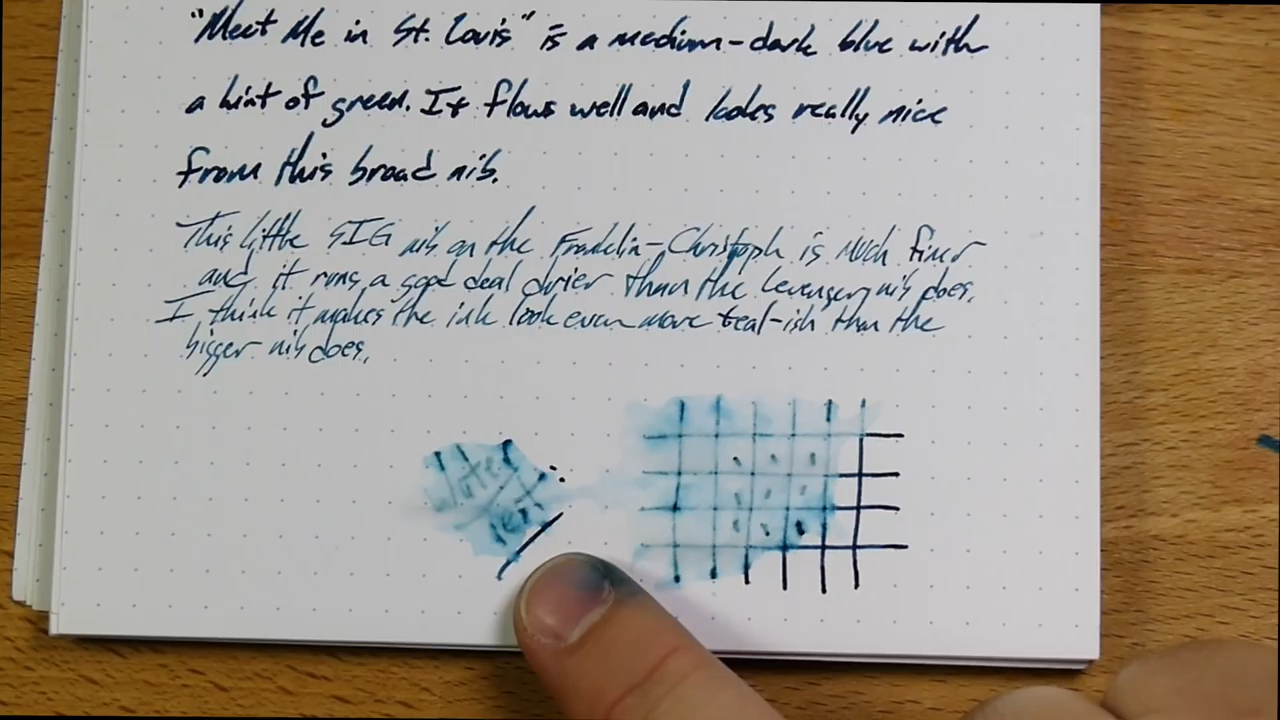 "Meet Me in St. Louis" is a medium-dark blue with
a hint of green. It flows well and looks really nice
from this broad nib.
This little SIG nib on the Franklin-Christoph is much finer
and it runs a good deal drier than the Levenger nib does.
I think it makes the ink look even more teal-ish than the
bigger nib does.
Water
Test